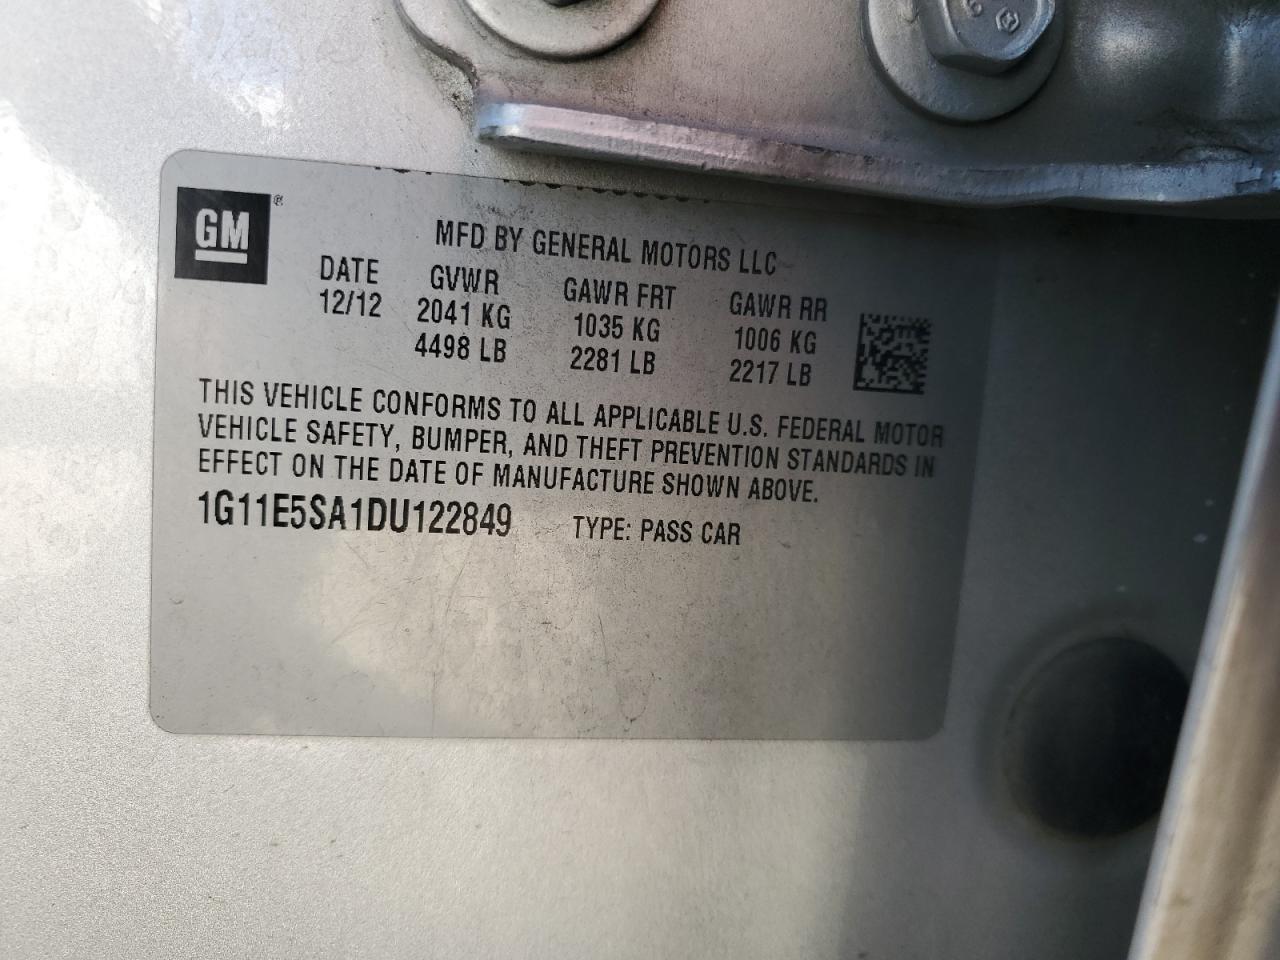 GM ®
MFD BY GENERAL MOTORS LLC
DATE GVWR GAWR FRT GAWR RR
12/12 2041 KG 1035 KG 1006 KG
4498 LB 2281 LB 2217 LB
THIS VEHICLE CONFORMS TO ALL APPLICABLE U.S. FEDERAL MOTOR
VEHICLE SAFETY, BUMPER, AND THEFT PREVENTION STANDARDS IN
EFFECT ON THE DATE OF MANUFACTURE SHOWN ABOVE.
1G11E5SA1DU122849 TYPE: PASS CAR